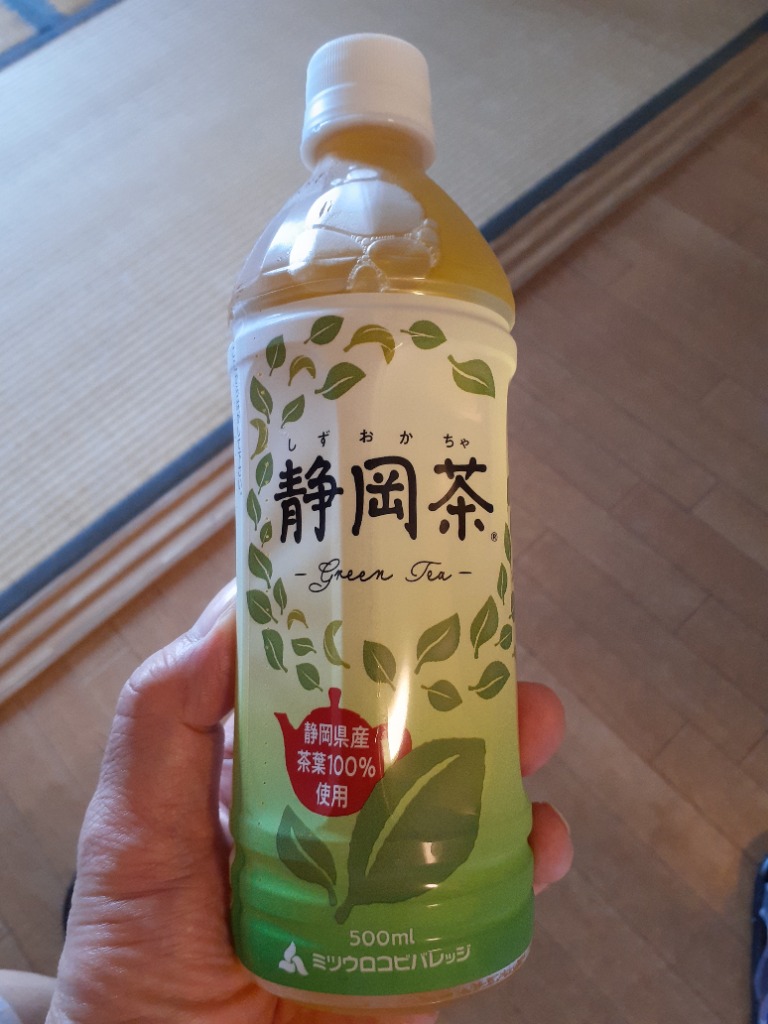 しずおかちゃ
静岡茶®
Green Tea
静岡県産
茶葉100%
使用
500ml
ミツウロコビバレッジ